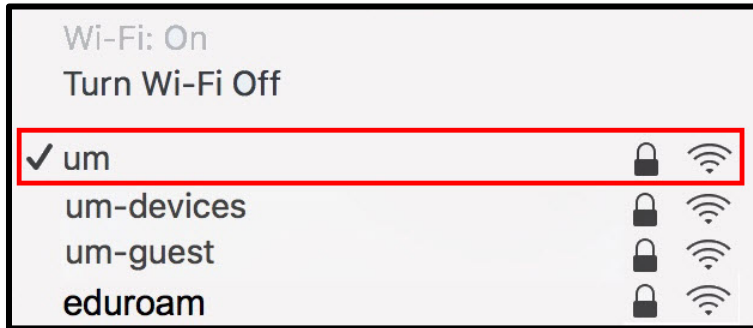 Wi-Fi: On
Turn Wi-Fi Off
✓ um
um-devices
um-guest
eduroam